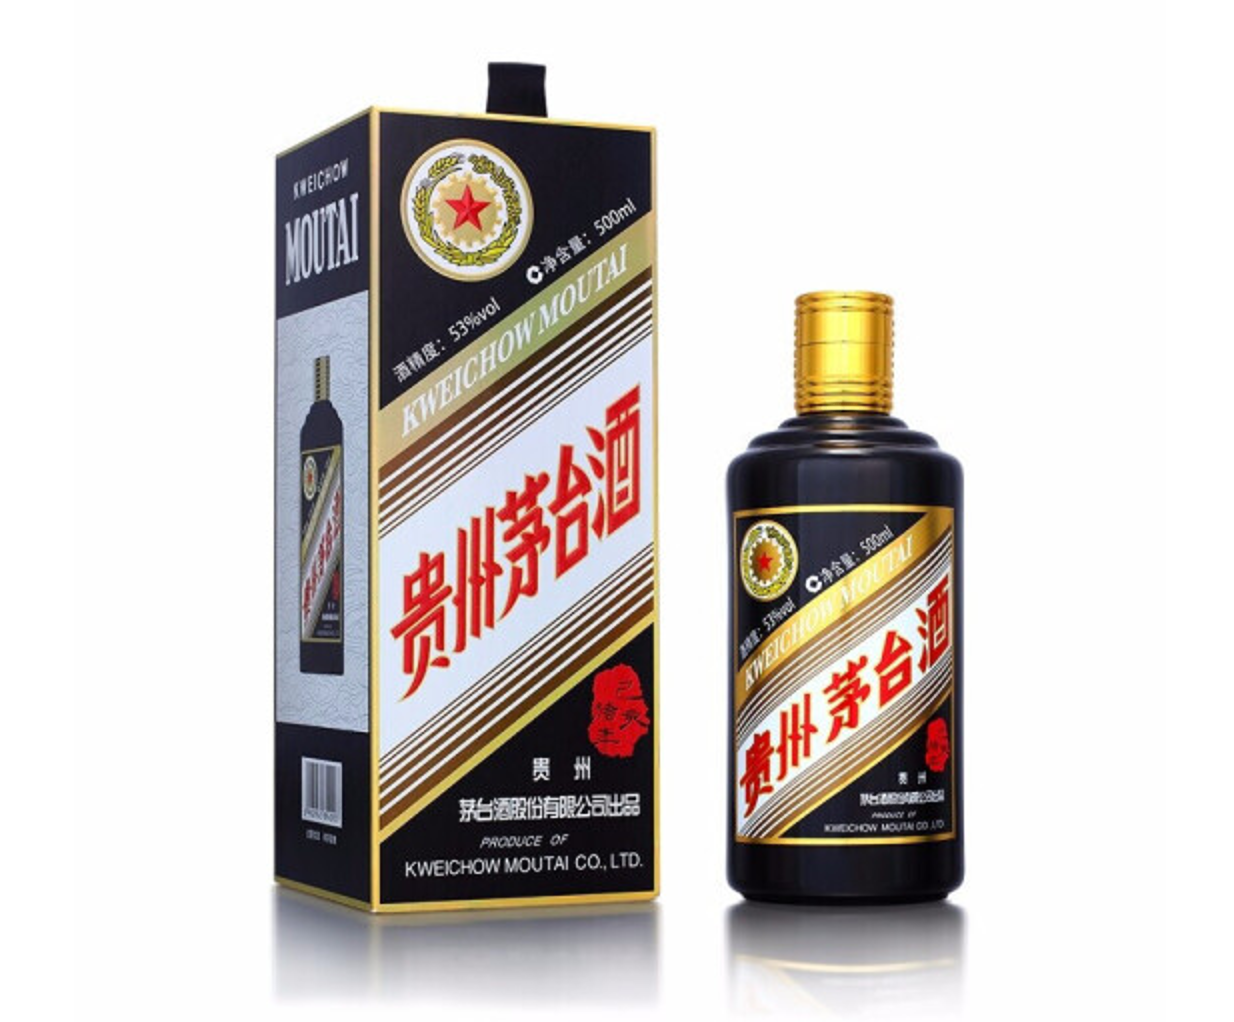 KWEICHOW
MOUTAI
酒精度：53%vol 净含量：500ml
KWEICHOW MOUTAI
贵州茅台酒
贵 州
茅台酒股份有限公司出品
PRODUCE OF
KWEICHOW MOUTAI CO., LTD.
酒精度：53%vol 净含量：500ml
KWEICHOW MOUTAI
贵州茅台酒
贵 州
茅台酒股份有限公司出品
PRODUCE OF
KWEICHOW MOUTAI CO.,LTD